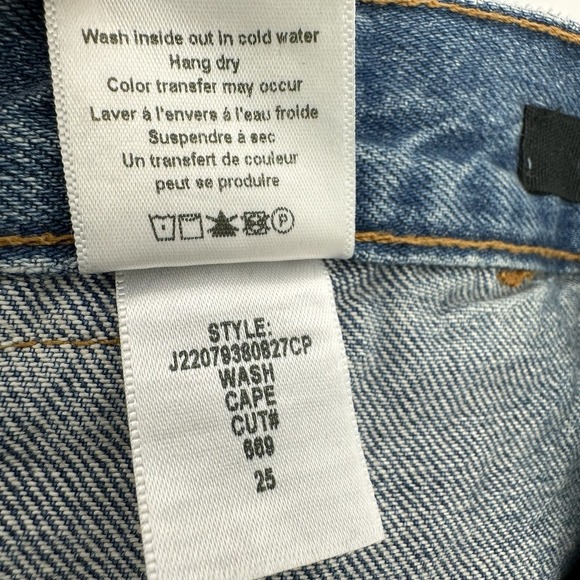 Wash inside out in cold water
Hang dry
Color transfer may occur
Laver à l'envers à l'eau froide
Suspendre à sec
Un transfert de couleur
peut se produire
P
STYLE:
J22079380827CP
WASH
CAPE
CUT#
669
25